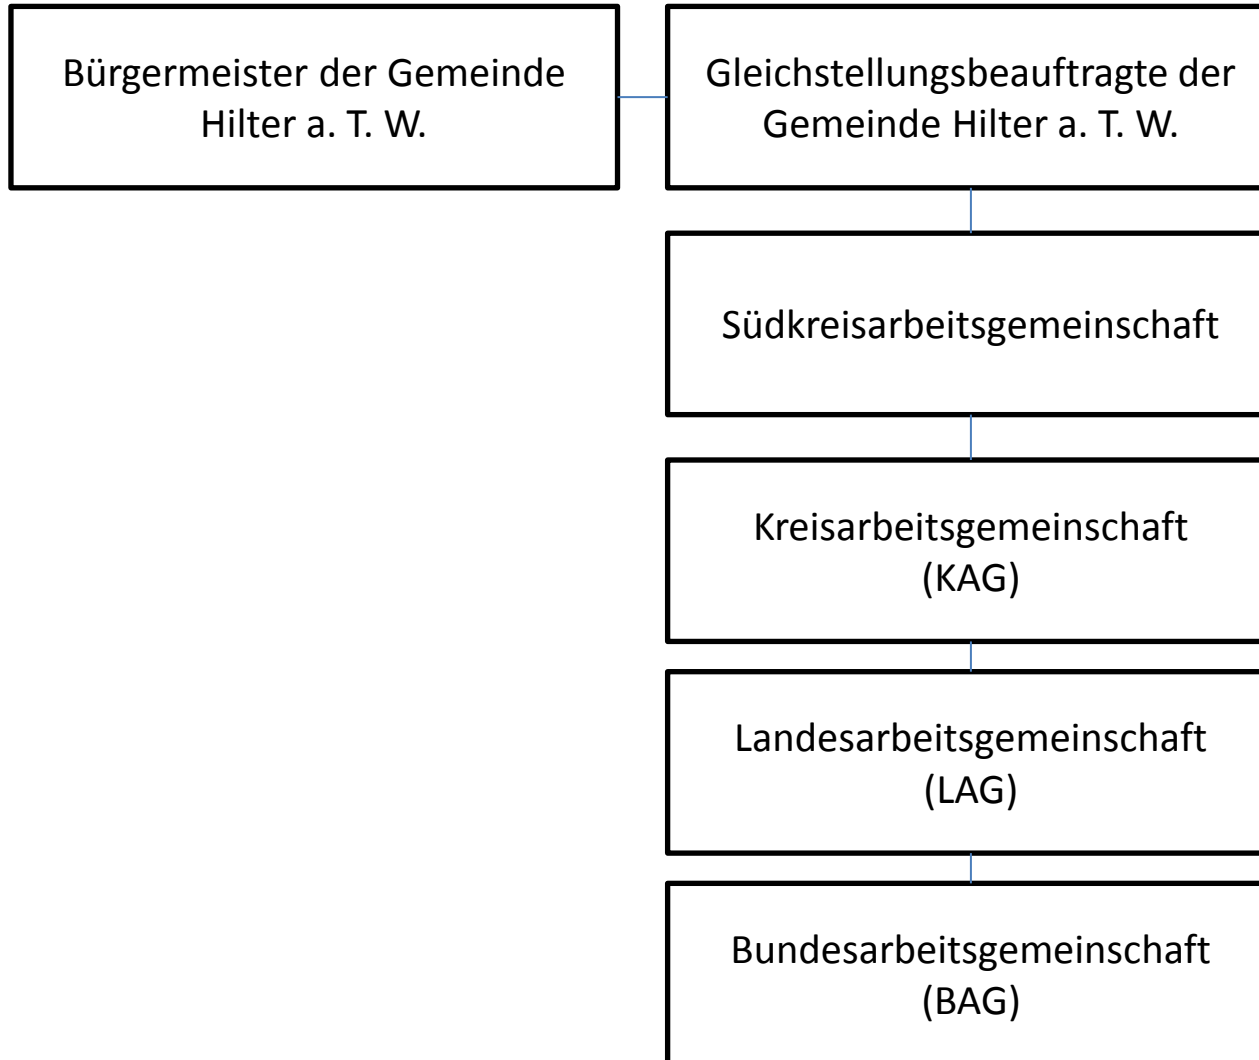 Bürgermeister der Gemeinde
Hilter a. T. W.
Gleichstellungsbeauftragte der
Gemeinde Hilter a. T. W.
Südkreisarbeitsgemeinschaft
Kreisarbeitsgemeinschaft
(KAG)
Landesarbeitsgemeinschaft
(LAG)
Bundesarbeitsgemeinschaft
(BAG)